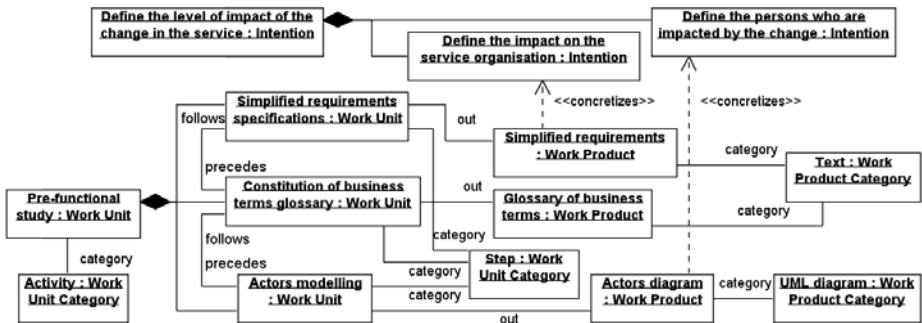 Define the level of impact of the
change in the service : Intention
Define the persons who are
impacted by the change : Intention
Define the impact on the
service organisation : Intention
<<concretizes>>
<<concretizes>>
Simplified requirements
specifications : Work Unit
follows
out
Simplified requirements
: Work Product
category
Text : Work
Product Category
precedes
Constitution of business
terms glossary : Work Unit
out
Glossary of business
terms : Work Product
category
Pre-functional
study : Work Unit
follows
category
category
precedes
category
Step : Work
Unit Category
Activity : Work
Unit Category
Actors modelling
: Work Unit
category
out
Actors diagram
: Work Product
category
UML diagram : Work
Product Category